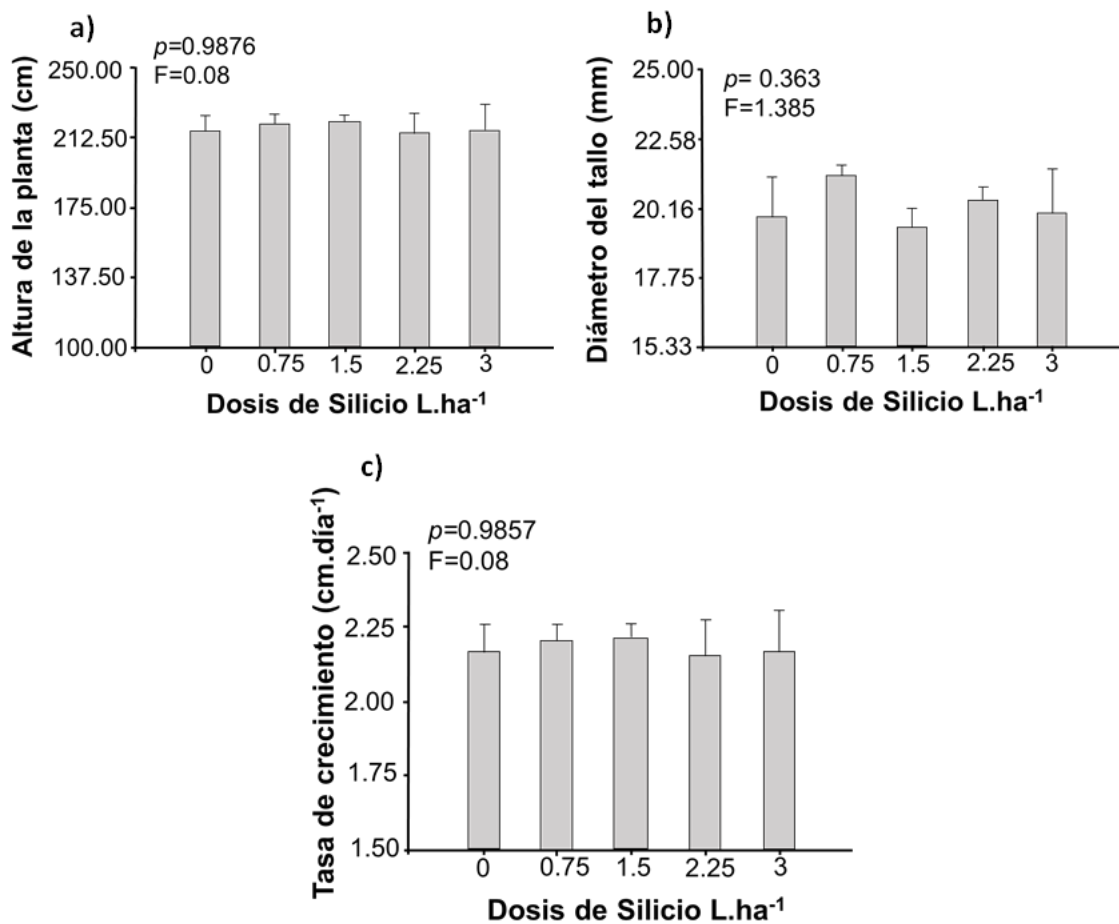 a)
p=0.9876
F=0.08
Altura de la planta (cm)
250.00
212.50
175.00
137.50
100.00
0 0.75 1.5 2.25 3
Dosis de Silicio L.ha⁻¹
b)
p= 0.363
F=1.385
Diámetro del tallo (mm)
25.00
22.58
20.16
17.75
15.33
0 0.75 1.5 2.25 3
Dosis de Silicio L.ha⁻¹
c)
p=0.9857
F=0.08
Tasa de crecimiento (cm.día⁻¹)
2.50
2.25
2.00
1.75
1.50
0 0.75 1.5 2.25 3
Dosis de Silicio L.ha⁻¹